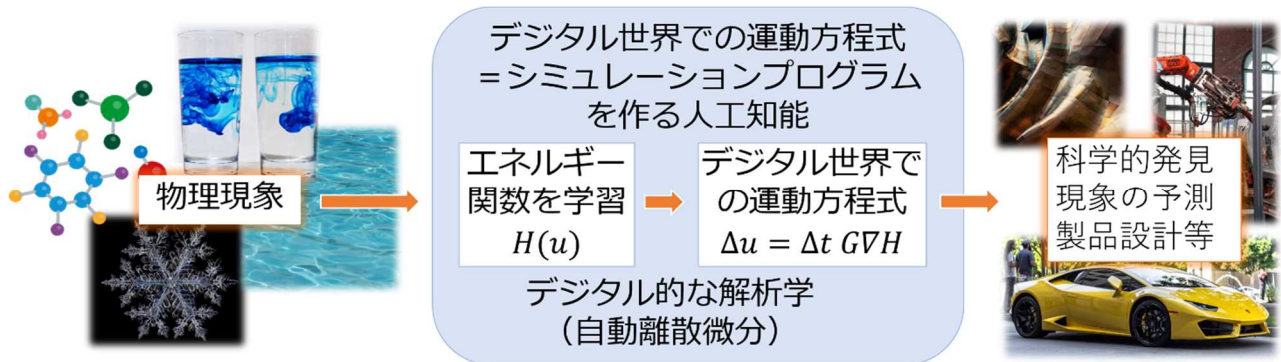 物理現象
デジタル世界での運動方程式
＝シミュレーションプログラム
を作る人工知能
エネルギー
関数を学習
H(u)
デジタル世界で
の運動方程式
Δu = Δt G∇H
デジタル的な解析学
（自動離散微分）
科学的発見
現象の予測
製品設計等